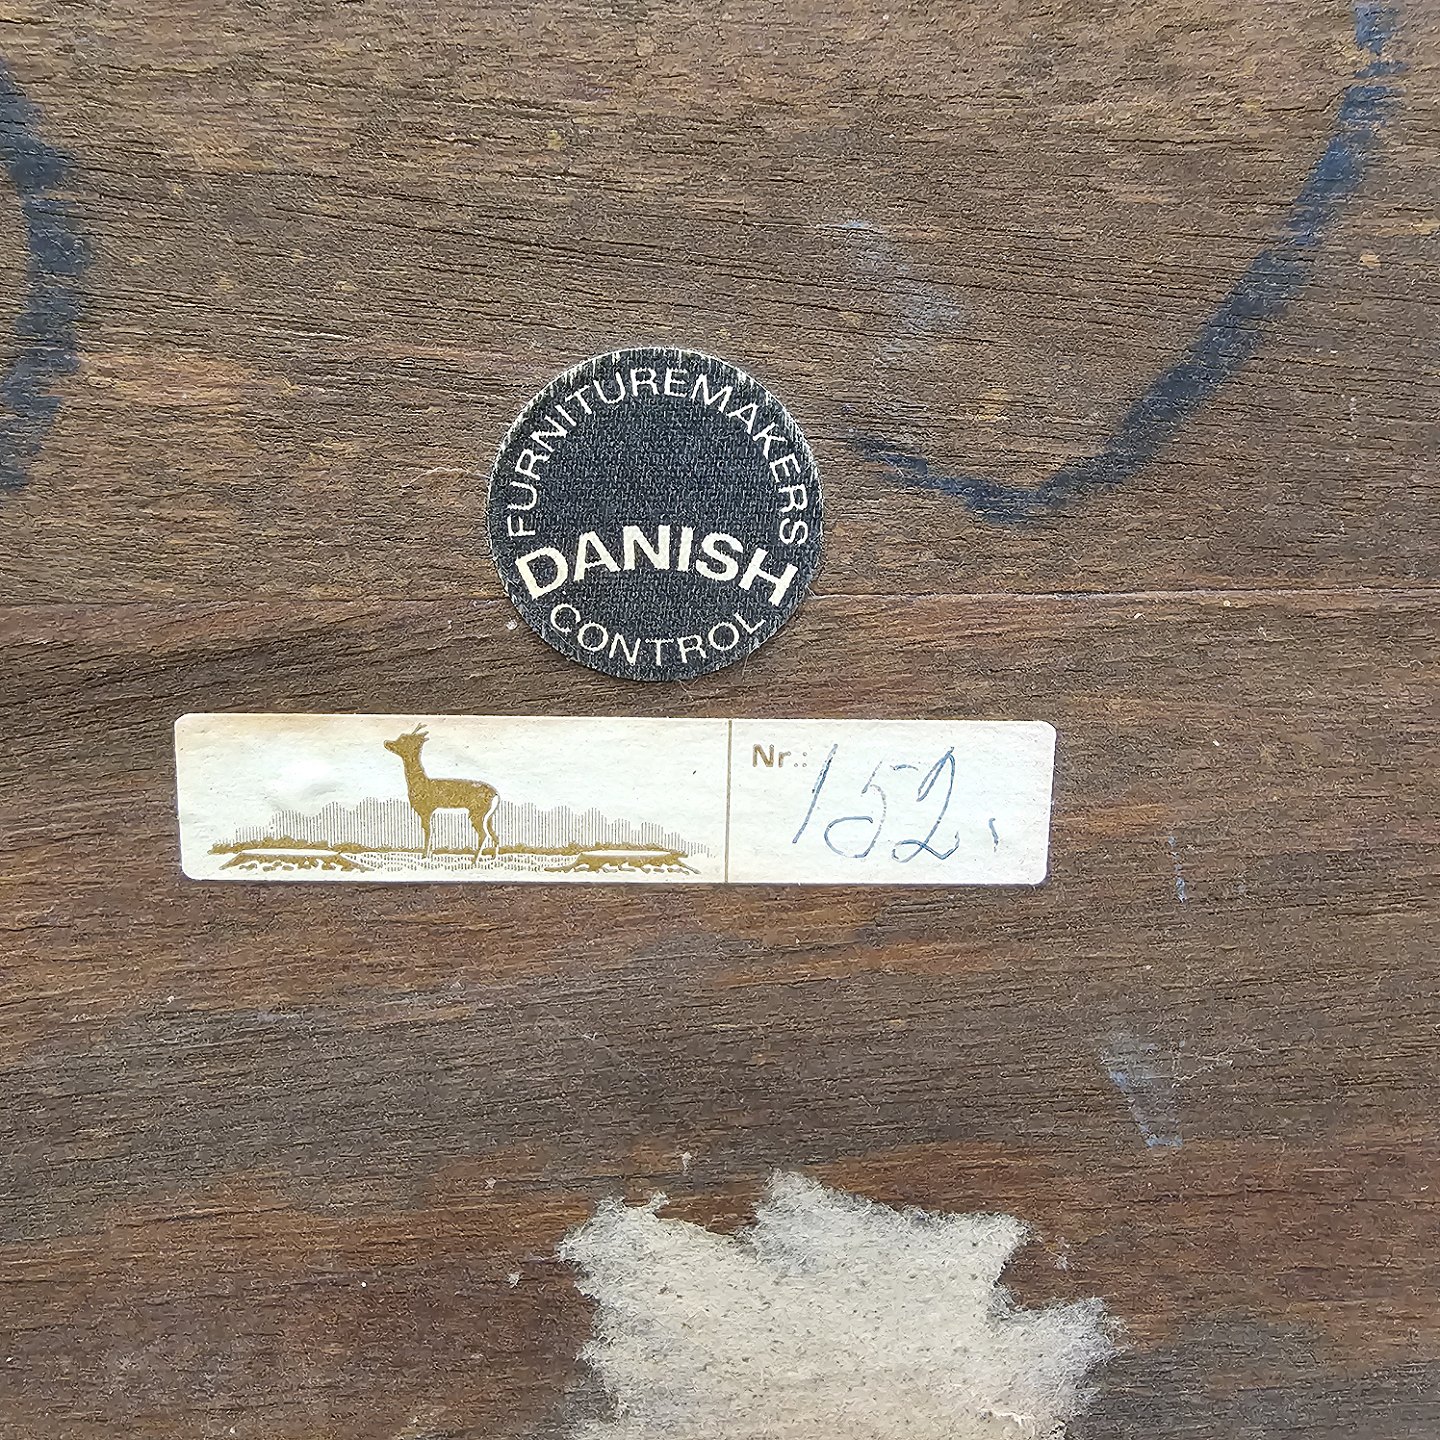 FURNITUREMAKERS
DANISH
CONTROL
Nr.: 152.